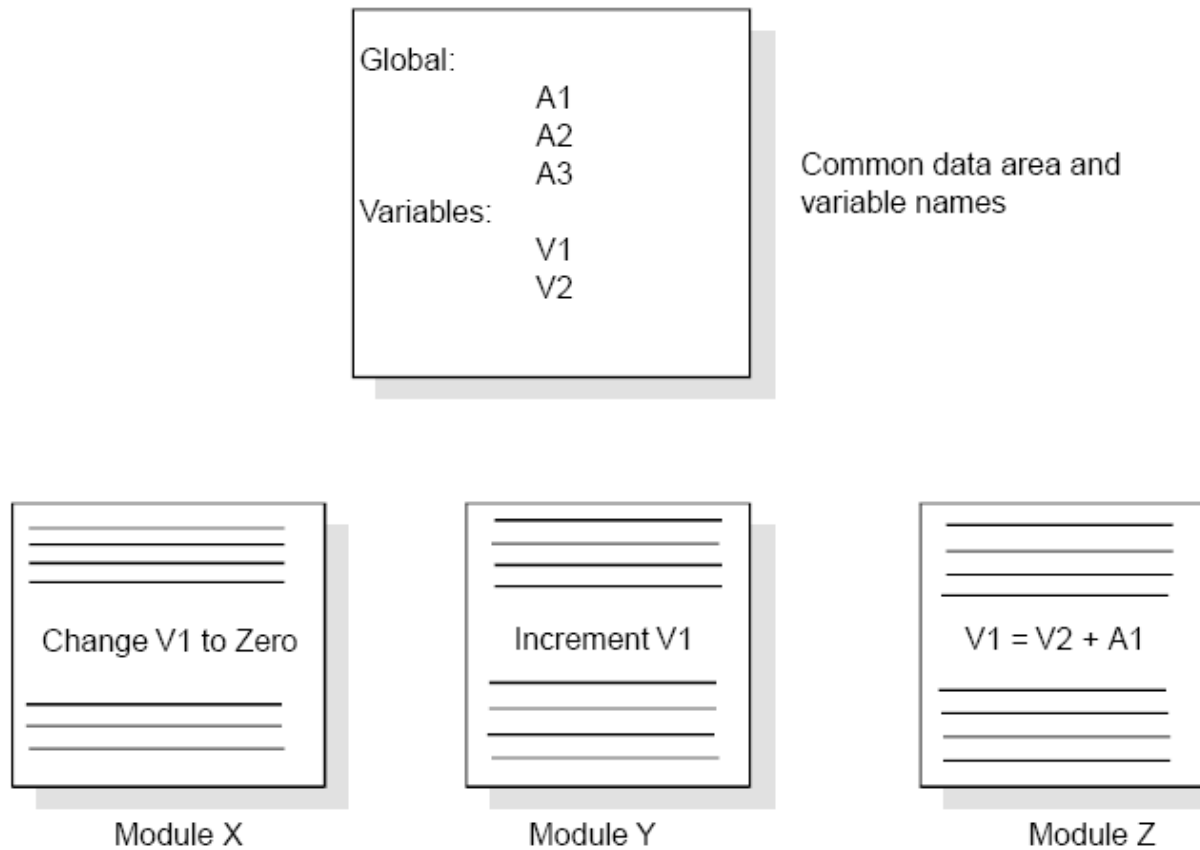 Global:
A1
A2
A3
Variables:
V1
V2
Common data area and
variable names
Change V1 to Zero
Increment V1
V1 = V2 + A1
Module X
Module Y
Module Z